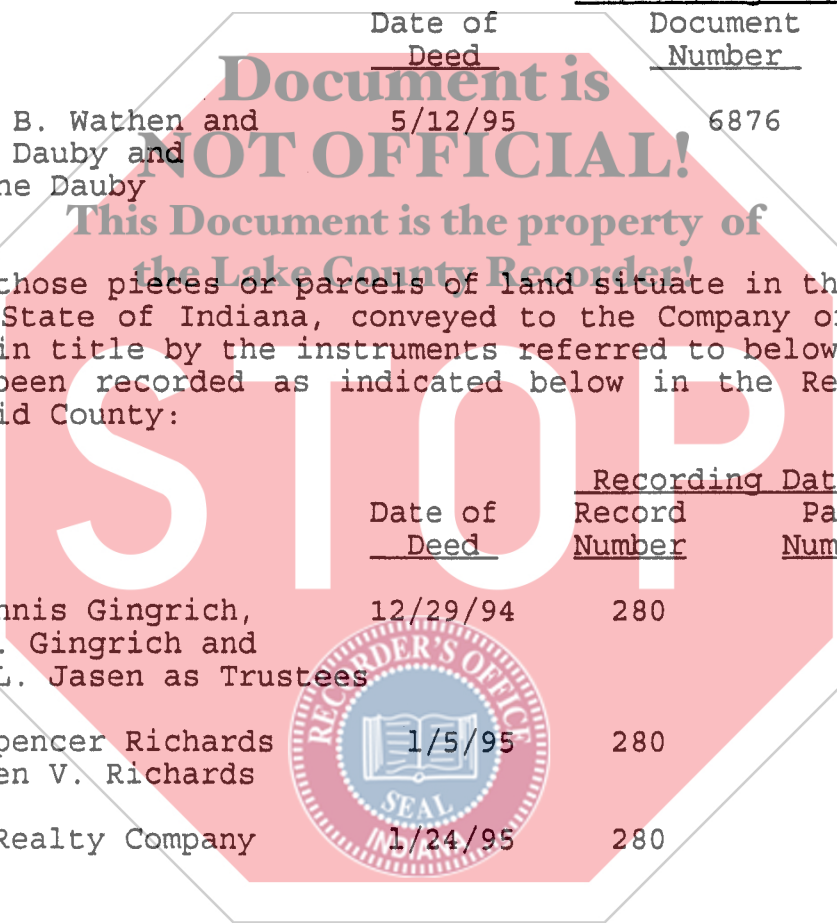 Date of Document
Deed Number
B. Wathen and 5/12/95 6876
Dauby and
ne Dauby
Document is
NOT OFFICIAL!
This Document is the property of
the Lake County Recorder!
those pieces or parcels of land situate in th
State of Indiana, conveyed to the Company o
in title by the instruments referred to below
been recorded as indicated below in the Re
id County:
STOP
Recording Dat
Date of Record Pa
Deed Number Num
nnis Gingrich, 12/29/94 280
. Gingrich and
L. Jasen as Trustees
pencer Richards 1/5/95 280
en V. Richards
Realty Company 1/24/95 280
RECORDER'S OFFICE
SEAL
INDIANA